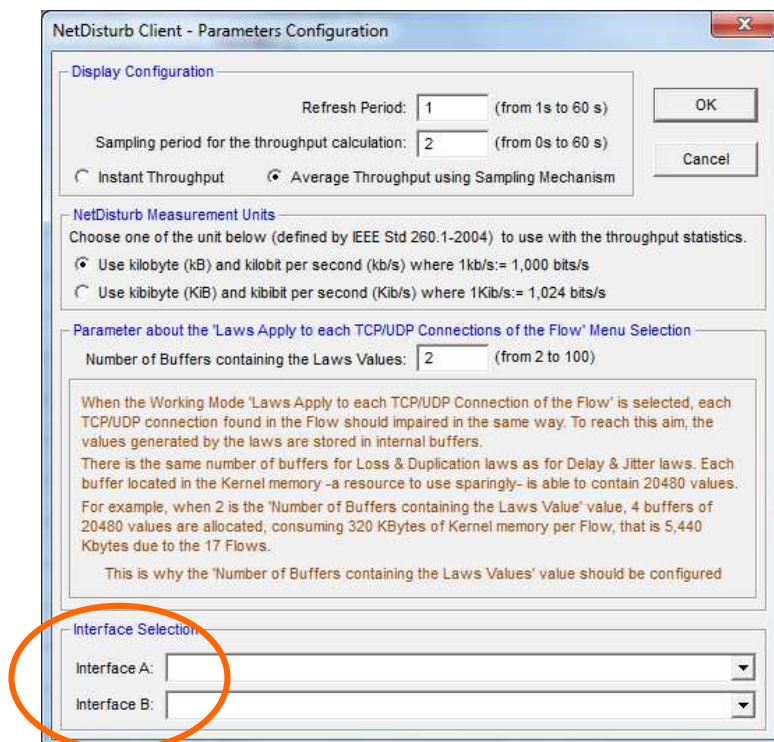 NetDisturb Client - Parameters Configuration
Display Configuration
Refresh Period: 1 (from 1s to 60 s)
OK
Sampling period for the throughput calculation: 2 (from 0s to 60 s)
Cancel
Instant Throughput Average Throughput using Sampling Mechanism
NetDisturb Measurement Units
Choose one of the unit below (defined by IEEE Std 260.1-2004) to use with the throughput statistics.
Use kilobyte (kB) and kilobit per second (kb/s) where 1kb/s:= 1,000 bits/s
Use kibibyte (KiB) and kibibit per second (Kib/s) where 1Kib/s:= 1,024 bits/s
Parameter about the 'Laws Apply to each TCP/UDP Connections of the Flow' Menu Selection
Number of Buffers containing the Laws Values: 2 (from 2 to 100)
When the Working Mode 'Laws Apply to each TCP/UDP Connection of the Flow' is selected, each
TCP/UDP connection found in the Flow should impaired in the same way. To reach this aim, the
values generated by the laws are stored in internal buffers.
There is the same number of buffers for Loss & Duplication laws as for Delay & Jitter laws. Each
buffer located in the Kernel memory -a resource to use sparingly- is able to contain 20480 values.
For example, when 2 is the 'Number of Buffers containing the Laws Value' value, 4 buffers of
20480 values are allocated, consuming 320 KBytes of Kernel memory per Flow, that is 5,440
Kbytes due to the 17 Flows.
This is why the 'Number of Buffers containing the Laws Values' value should be configured
Interface Selection
Interface A:
Interface B: